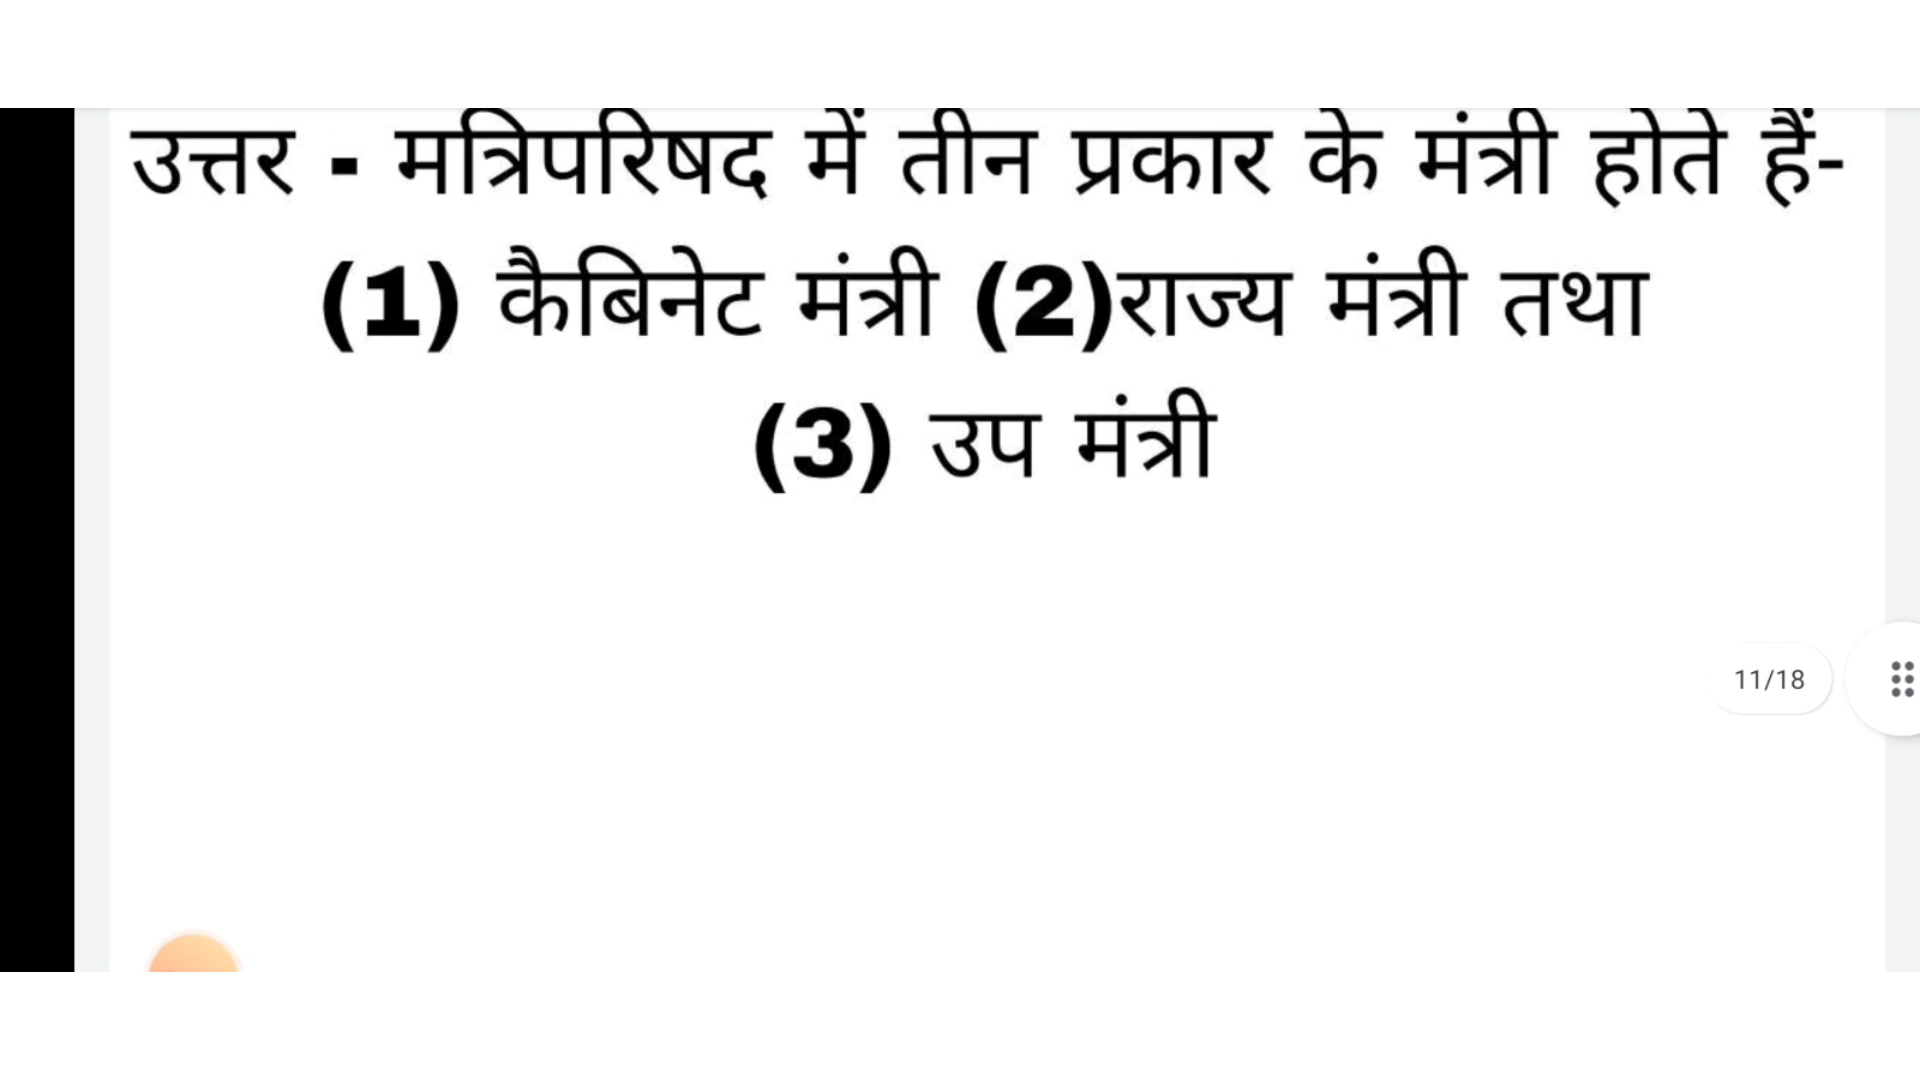 उत्तर - मत्रिपरिषद में तीन प्रकार के मंत्री होते हैं-
(1) कैबिनेट मंत्री (2)राज्य मंत्री तथा
(3) उप मंत्री
11/18